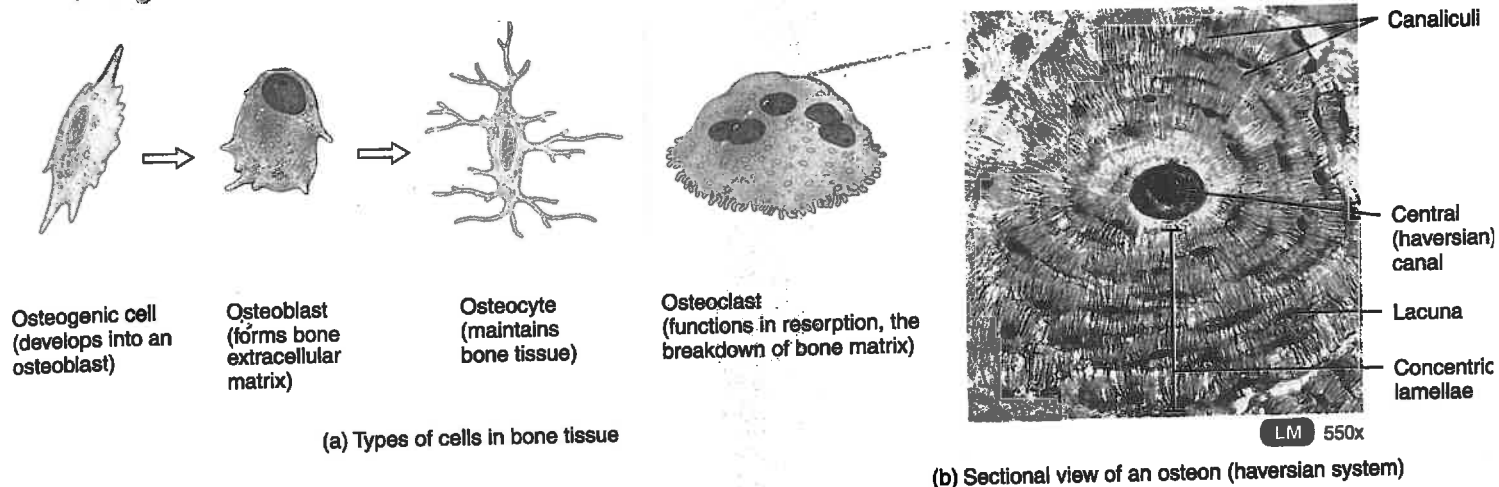 Osteogenic cell
(develops into an
osteoblast)
Osteoblast
(forms bone
extracellular
matrix)
Osteocyte
(maintains
bone tissue)
Osteoclast
(functions in resorption, the
breakdown of bone matrix)
(a) Types of cells in bone tissue
Canaliculi
Central
(haversian)
canal
Lacuna
Concentric
lamellae
LM 550x
(b) Sectional view of an osteon (haversian system)